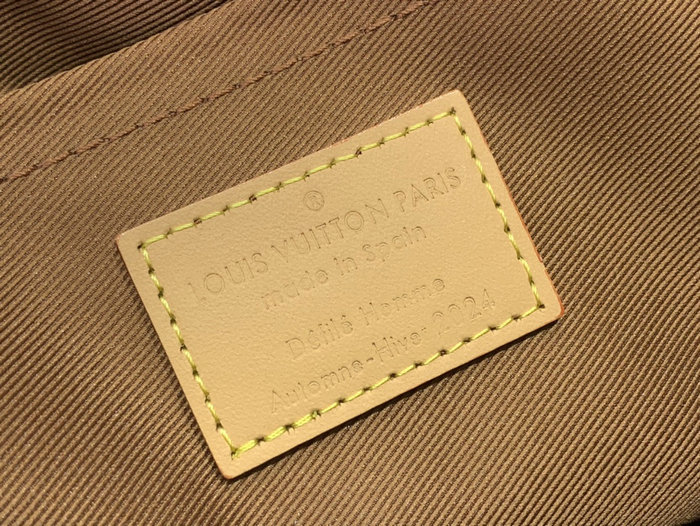 ®
LOUIS VUITTON PARIS
made in Spain
Défilé Homme
Automne-Hiver 2024